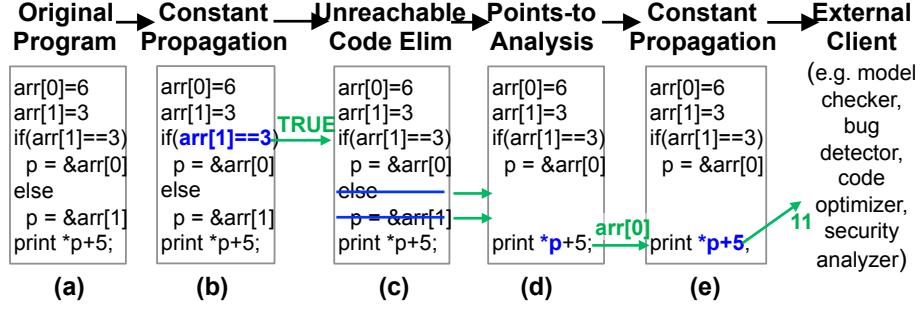 Original
Program
Constant
Propagation
Unreachable
Code Elim
Points-to
Analysis
Constant
Propagation
External
Client
arr[0]=6
arr[1]=3
if(arr[1]==3)
p = &arr[0]
else
p = &arr[1]
print *p+5;
(a)
arr[0]=6
arr[1]=3
if(arr[1]==3)
p = &arr[0]
else
p = &arr[1]
print *p+5;
(b)
TRUE
arr[0]=6
arr[1]=3
if(arr[1]==3)
p = &arr[0]
else
p = &arr[1]
print *p+5;
(c)
arr[0]=6
arr[1]=3
if(arr[1]==3)
p = &arr[0]
print *p+5;
(d)
arr[0]
arr[0]=6
arr[1]=3
if(arr[1]==3)
p = &arr[0]
print *p+5;
(e)
11
(e.g. model
checker,
bug
detector,
code
optimizer,
security
analyzer)